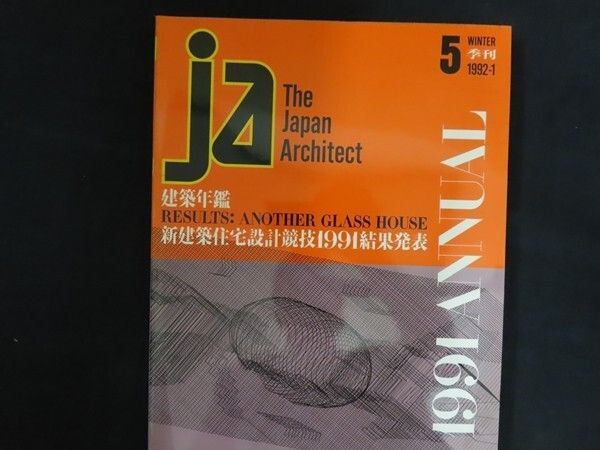 ja
The
Japan
Architect
5
WINTER
季刊
1992-1
建築年鑑
RESULTS: ANOTHER GLASS HOUSE
新建築住宅設計競技1991結果発表
1991 ANNUAL